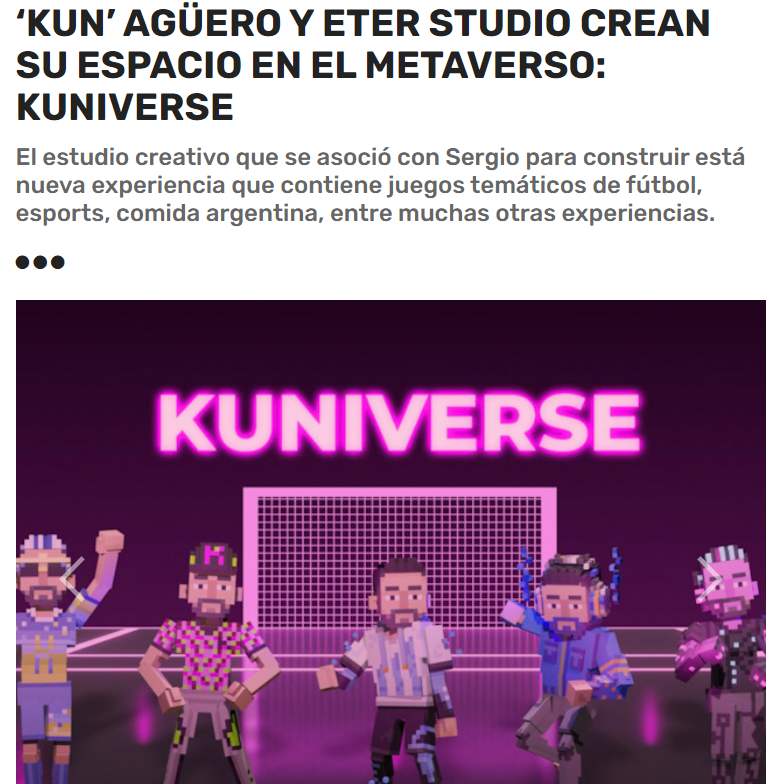 ‘KUN’ AGÜERO Y ETER STUDIO CREAN
SU ESPACIO EN EL METAVERSO:
KUNIVERSE
El estudio creativo que se asoció con Sergio para construir está
nueva experiencia que contiene juegos temáticos de fútbol,
esports, comida argentina, entre muchas otras experiencias.
KUNIVERSE
H